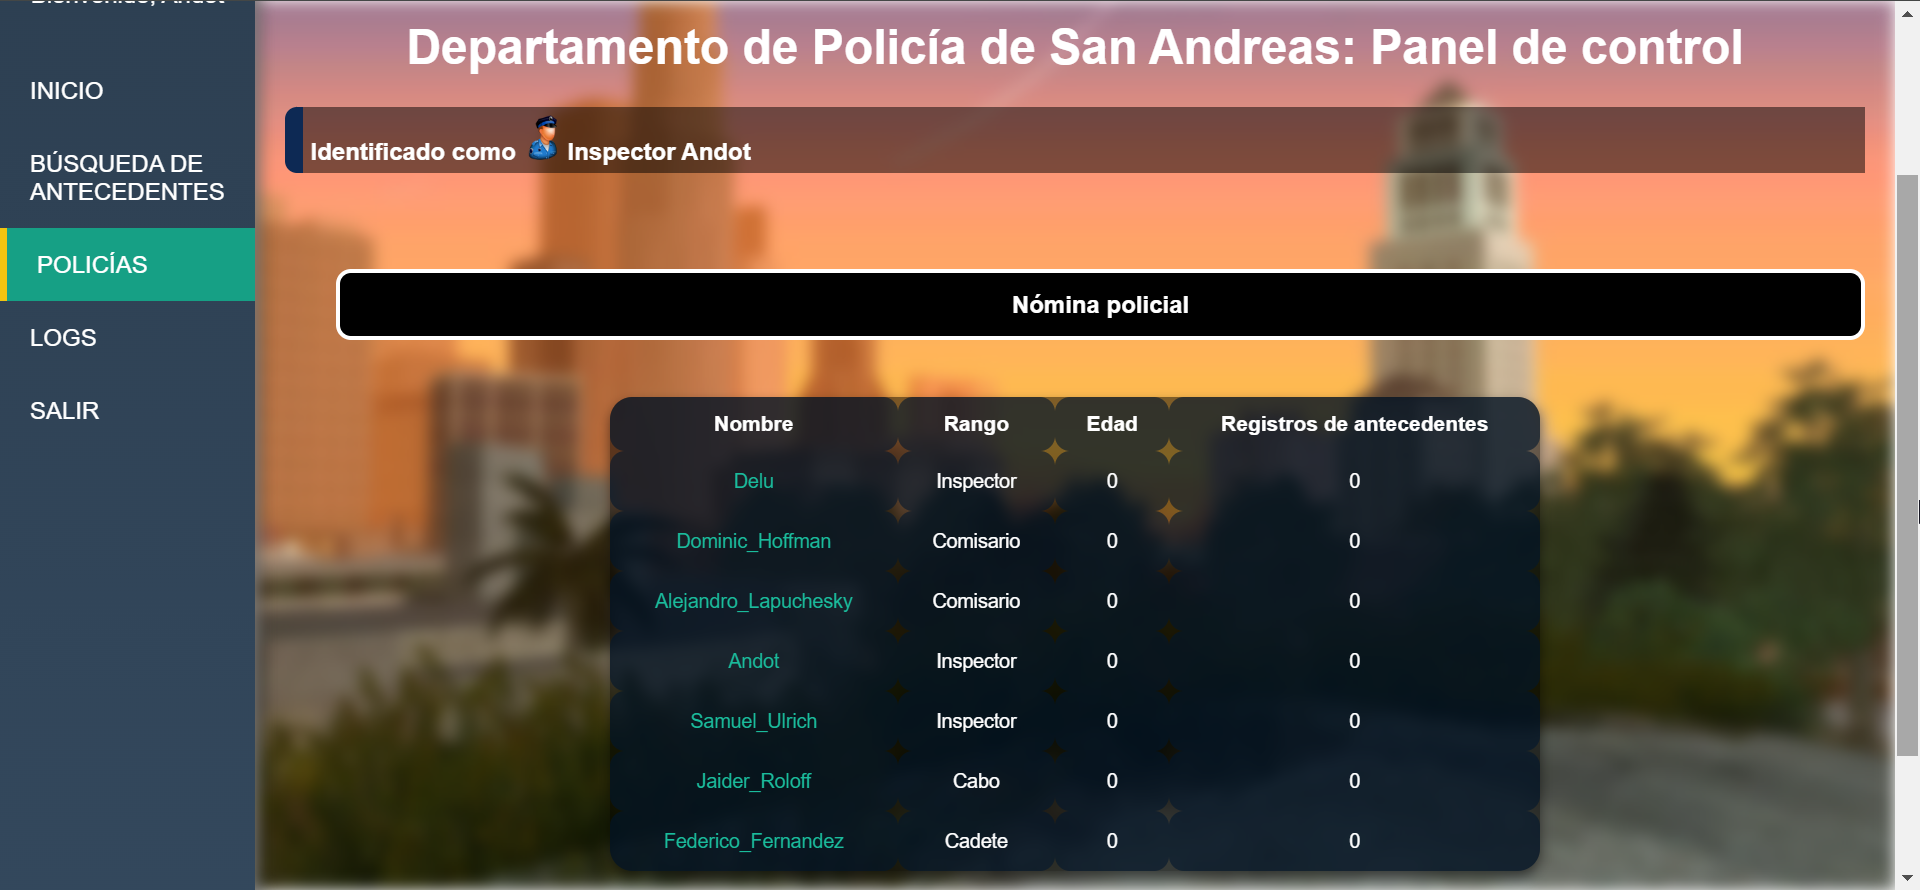 Bienvenido, Andot
INICIO
BÚSQUEDA DE
ANTECEDENTES
POLICÍAS
LOGS
SALIR
Departamento de Policía de San Andreas: Panel de control
Identificado como Inspector Andot
Nómina policial
Nombre Rango Edad Registros de antecedentes
Delu Inspector 0 0
Dominic_Hoffman Comisario 0 0
Alejandro_Lapuchesky Comisario 0 0
Andot Inspector 0 0
Samuel_Ulrich Inspector 0 0
Jaider_Roloff Cabo 0 0
Federico_Fernandez Cadete 0 0